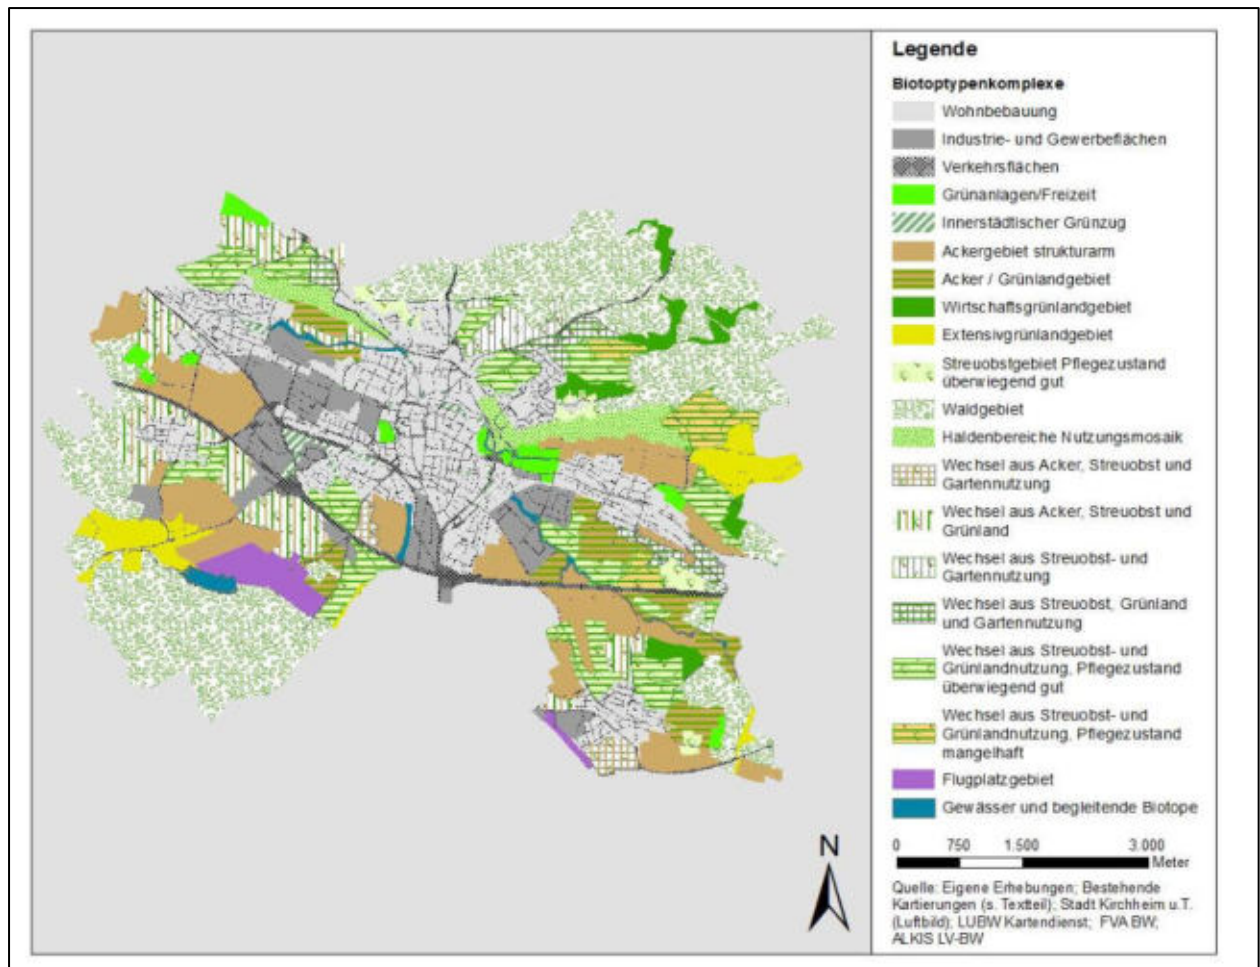 Legende
Biotoptypenkomplexe
Wohnbebauung
Industrie- und Gewerbeflächen
Verkehrsflächen
Grünanlagen/Freizeit
Innerstädtischer Grünzug
Ackergebiet strukturarm
Acker / Grünlandgebiet
Wirtschaftsgrünlandgebiet
Extensivgrünlandgebiet
Streuobstgebiet Pflegezustand
überwiegend gut
Waldgebiet
Haldenbereiche Nutzungsmosaik
Wechsel aus Acker, Streuobst und
Gartennutzung
Wechsel aus Acker, Streuobst und
Grünland
Wechsel aus Streuobst- und
Gartennutzung
Wechsel aus Streuobst, Grünland
und Gartennutzung
Wechsel aus Streuobst- und
Grünlandnutzung, Pflegezustand
überwiegend gut
Wechsel aus Streuobst- und
Grünlandnutzung, Pflegezustand
mangelhaft
Flugplatzgebiet
Gewässer und begleitende Biotope
N
0 750 1.500 3.000
Meter
Quelle: Eigene Erhebungen; Bestehende
Kartierungen (s. Textteil); Stadt Kirchheim u.T.
(Luftbild); LUBW Kartendienst; FVA BW;
ALKIS LV-BW